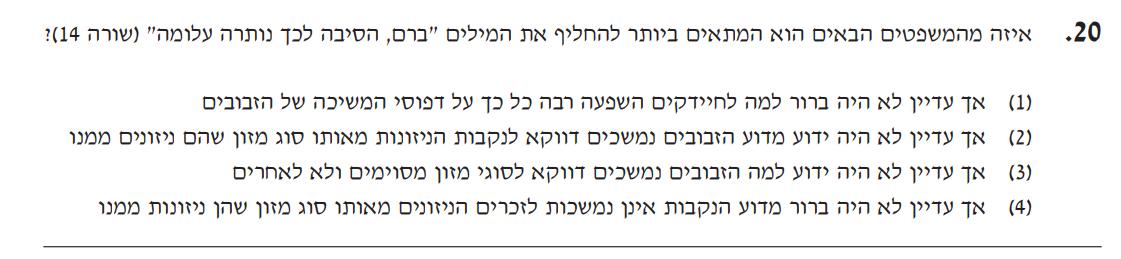 20. איזה מהמשפטים הבאים הוא המתאים ביותר להחליף את המילים "ברם, הסיבה לכך נותרה עלומה" (שורה 14)?
(1) אך עדיין לא היה ברור למה לחיידקים השפעה רבה כל כך על דפוסי המשיכה של הזבובים
(2) אך עדיין לא היה ידוע מדוע הזבובים נמשכים דווקא לנקבות הניזונות מאותו סוג מזון שהם ניזונים ממנו
(3) אך עדיין לא היה ידוע למה הזבובים נמשכים דווקא לסוגי מזון מסוימים ולא לאחרים
(4) אך עדיין לא היה ברור מדוע הנקבות אינן נמשכות לזכרים הניזונים מאותו סוג מזון שהן ניזונות ממנו